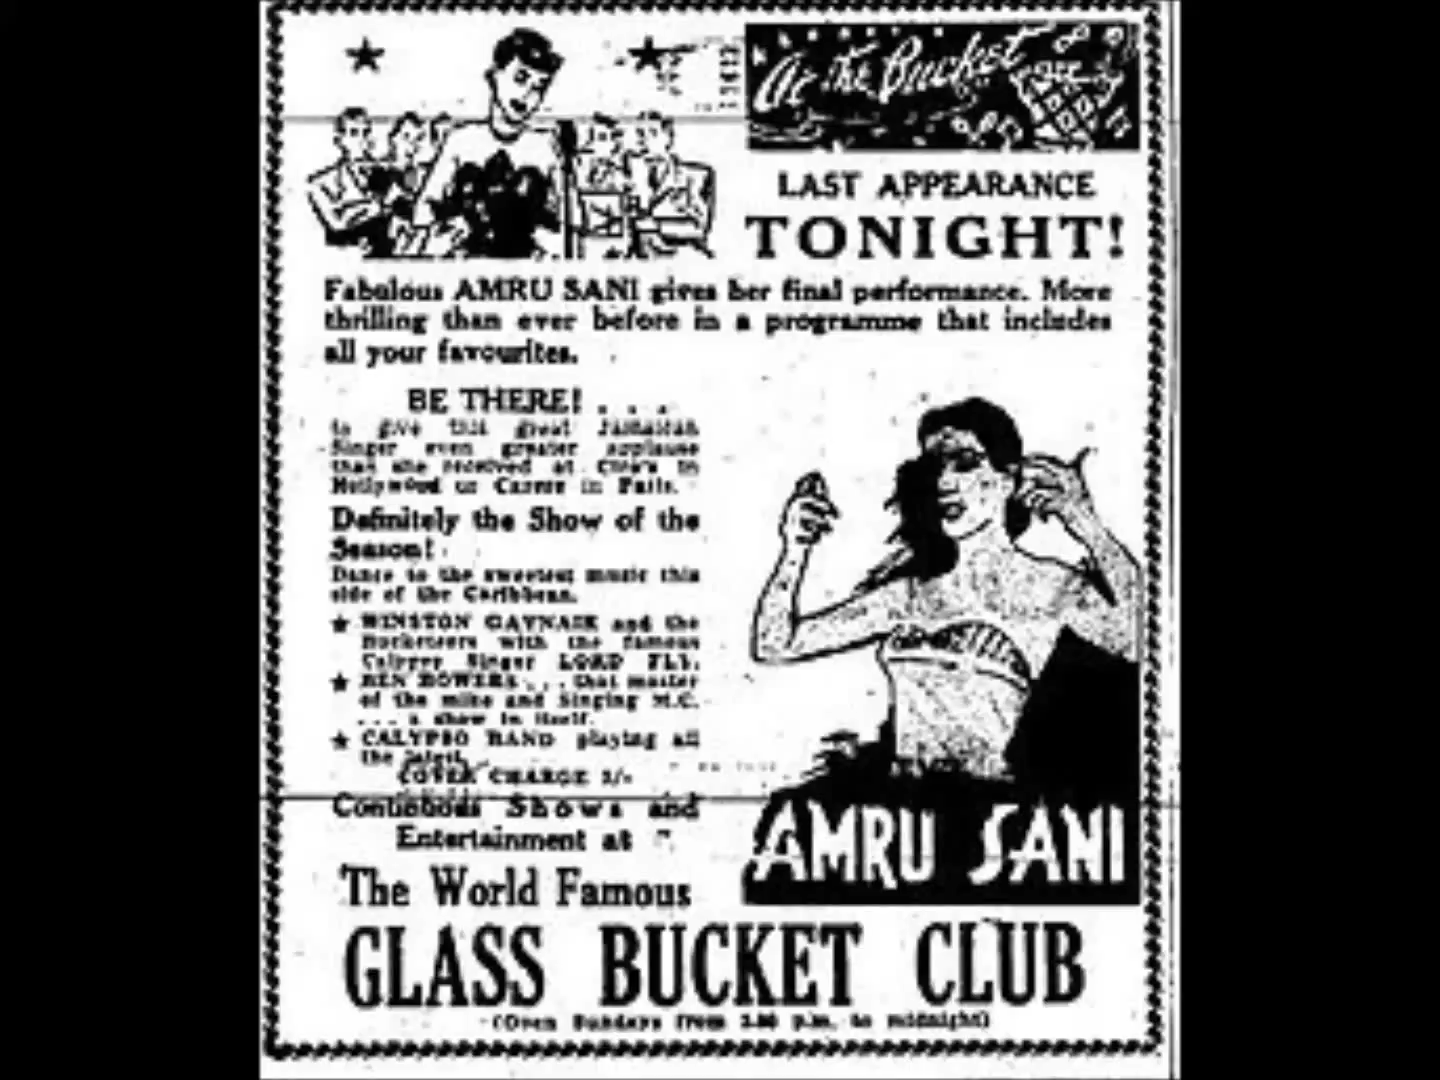 At The Bucket
LAST APPEARANCE
TONIGHT!
Fabulous AMRU SANI gives her final performance. More
thrilling than ever before in a programme that includes
all your favourites.
BE THERE! . . .
to give this great Jamaican
Singer even greater applause
than she received at Ciro's in
Hollywood or Carrere in Paris.
Definitely the Show of the
Season!
Dance to the sweetest music this
side of the Caribbean.
★ WINSTON GAYNAIR and the
Bucketeers with the famous
Calypso Singer LORD FLY.
★ BEN BOWERS . . . that master
of the mike and Singing M.C.
. . . a show in itself.
★ CALYPSO BAND playing all
the latest.
COVER CHARGE /-
Continuous Shows and
Entertainment at
AMRU SANI
The World Famous
GLASS BUCKET CLUB
(Open Sundays from p.m. to midnight)